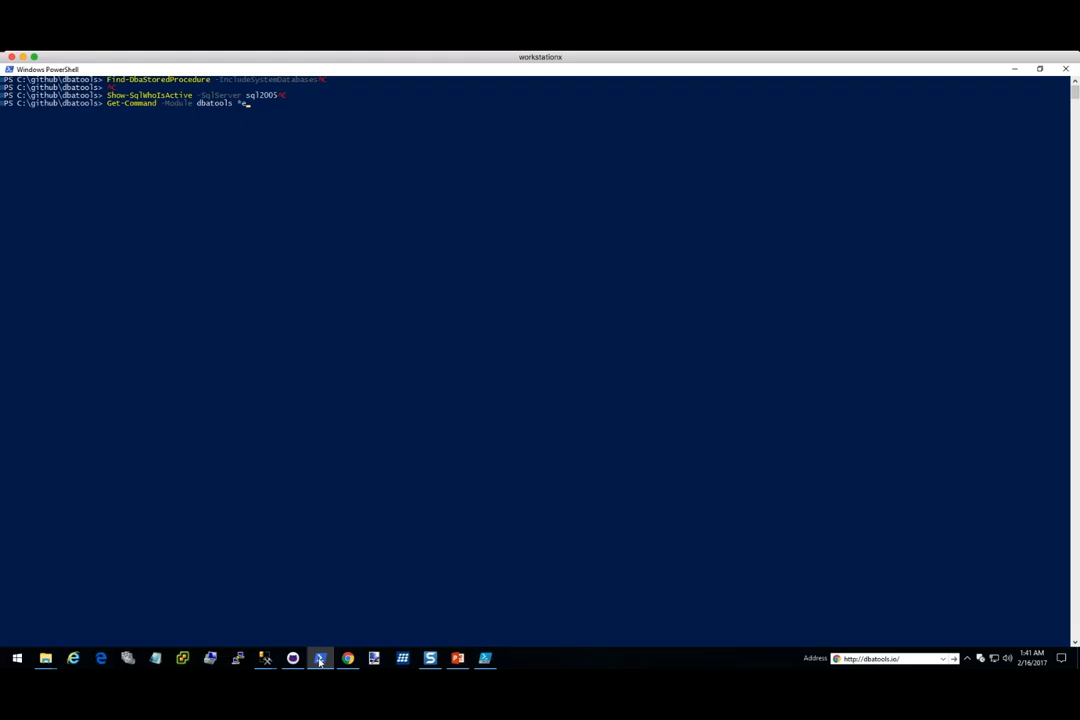 workstationx
Windows PowerShell
PS C:\github\dbatools> Find-DbaStoredProcedure -IncludeSystemDatabases^C
PS C:\github\dbatools> ^C
PS C:\github\dbatools> Show-SqlWhoIsActive -SqlServer sql2005^C
PS C:\github\dbatools> Get-Command -Module dbatools *e_
Address http://dbatools.io/
1:41 AM
2/16/2017